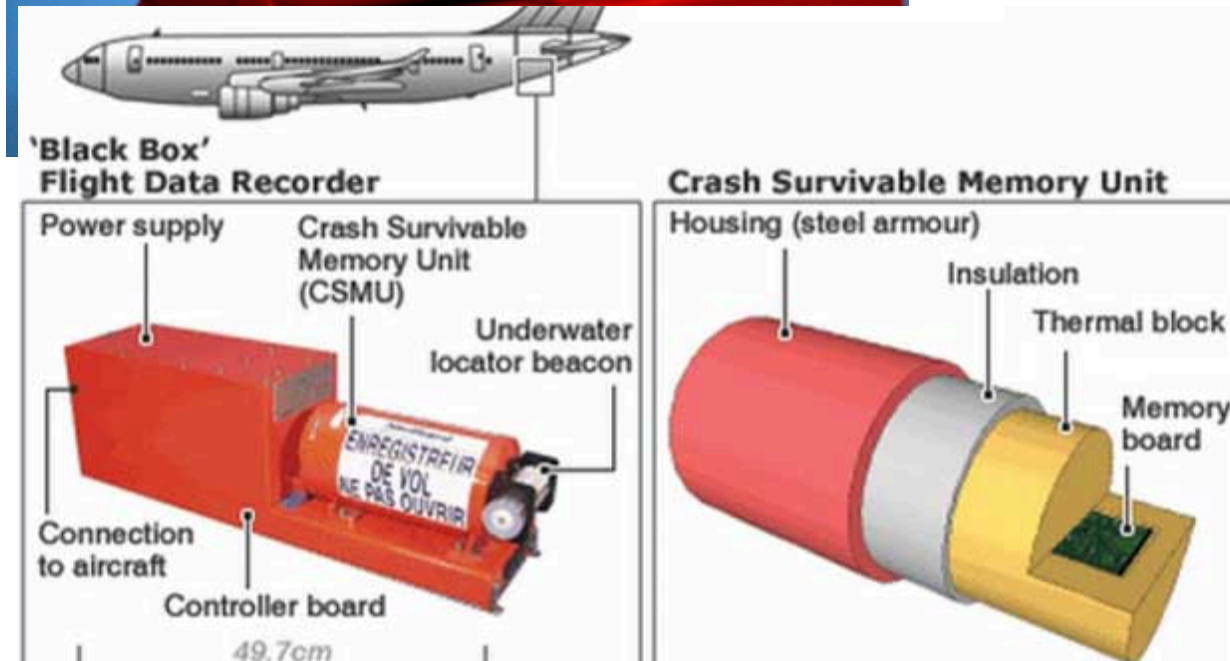 'Black Box'
Flight Data Recorder
Power supply
Crash Survivable
Memory Unit
(CSMU)
Underwater
locator beacon
ENREGISTREUR
DE VOL
NE PAS OUVRIR
Connection
to aircraft
Controller board
49.7cm
Crash Survivable Memory Unit
Housing (steel armour)
Insulation
Thermal block
Memory
board